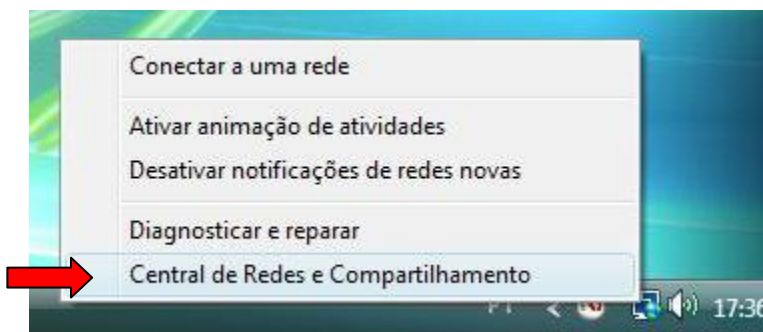 Conectar a uma rede
Ativar animação de atividades
Desativar notificações de redes novas
Diagnosticar e reparar
Central de Redes e Compartilhamento
PT < 17:36